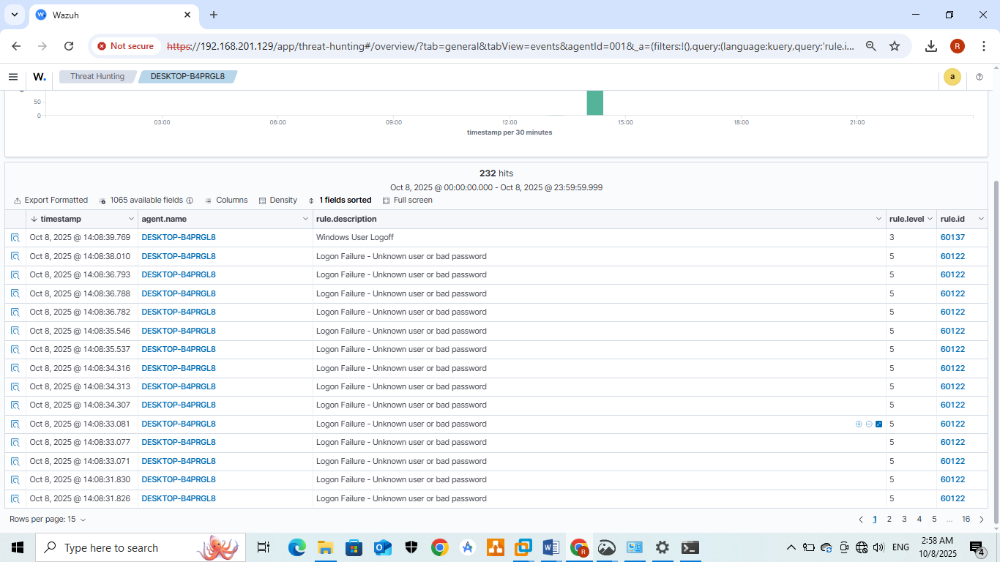 Wazuh
Not secure https://192.168.201.129/app/threat-hunting#/overview/?tab=general&tabView=events&agentId=001&_a=(filters:!(),query:(language:kuery,query:'rule.i...
R
W. Threat Hunting DESKTOP-B4PRGL8 a
50
0
03:00 06:00 09:00 12:00 15:00 18:00 21:00
timestamp per 30 minutes
232 hits
Oct 8, 2025 @ 00:00:00.000 - Oct 8, 2025 @ 23:59:59.999
Export Formatted 1065 available fields Columns Density 1 fields sorted Full screen
timestamp agent.name rule.description rule.level rule.id
Oct 8, 2025 @ 14:08:39.769 DESKTOP-B4PRGL8 Windows User Logoff 3 60137
Oct 8, 2025 @ 14:08:38.010 DESKTOP-B4PRGL8 Logon Failure - Unknown user or bad password 5 60122
Oct 8, 2025 @ 14:08:36.793 DESKTOP-B4PRGL8 Logon Failure - Unknown user or bad password 5 60122
Oct 8, 2025 @ 14:08:36.788 DESKTOP-B4PRGL8 Logon Failure - Unknown user or bad password 5 60122
Oct 8, 2025 @ 14:08:36.782 DESKTOP-B4PRGL8 Logon Failure - Unknown user or bad password 5 60122
Oct 8, 2025 @ 14:08:35.546 DESKTOP-B4PRGL8 Logon Failure - Unknown user or bad password 5 60122
Oct 8, 2025 @ 14:08:35.537 DESKTOP-B4PRGL8 Logon Failure - Unknown user or bad password 5 60122
Oct 8, 2025 @ 14:08:34.316 DESKTOP-B4PRGL8 Logon Failure - Unknown user or bad password 5 60122
Oct 8, 2025 @ 14:08:34.313 DESKTOP-B4PRGL8 Logon Failure - Unknown user or bad password 5 60122
Oct 8, 2025 @ 14:08:34.307 DESKTOP-B4PRGL8 Logon Failure - Unknown user or bad password 5 60122
Oct 8, 2025 @ 14:08:33.081 DESKTOP-B4PRGL8 Logon Failure - Unknown user or bad password 5 60122
Oct 8, 2025 @ 14:08:33.077 DESKTOP-B4PRGL8 Logon Failure - Unknown user or bad password 5 60122
Oct 8, 2025 @ 14:08:33.071 DESKTOP-B4PRGL8 Logon Failure - Unknown user or bad password 5 60122
Oct 8, 2025 @ 14:08:31.830 DESKTOP-B4PRGL8 Logon Failure - Unknown user or bad password 5 60122
Oct 8, 2025 @ 14:08:31.826 DESKTOP-B4PRGL8 Logon Failure - Unknown user or bad password 5 60122
Rows per page: 15 1 2 3 4 5 ... 16
Type here to search ENG 2:58 AM
10/8/2025 4